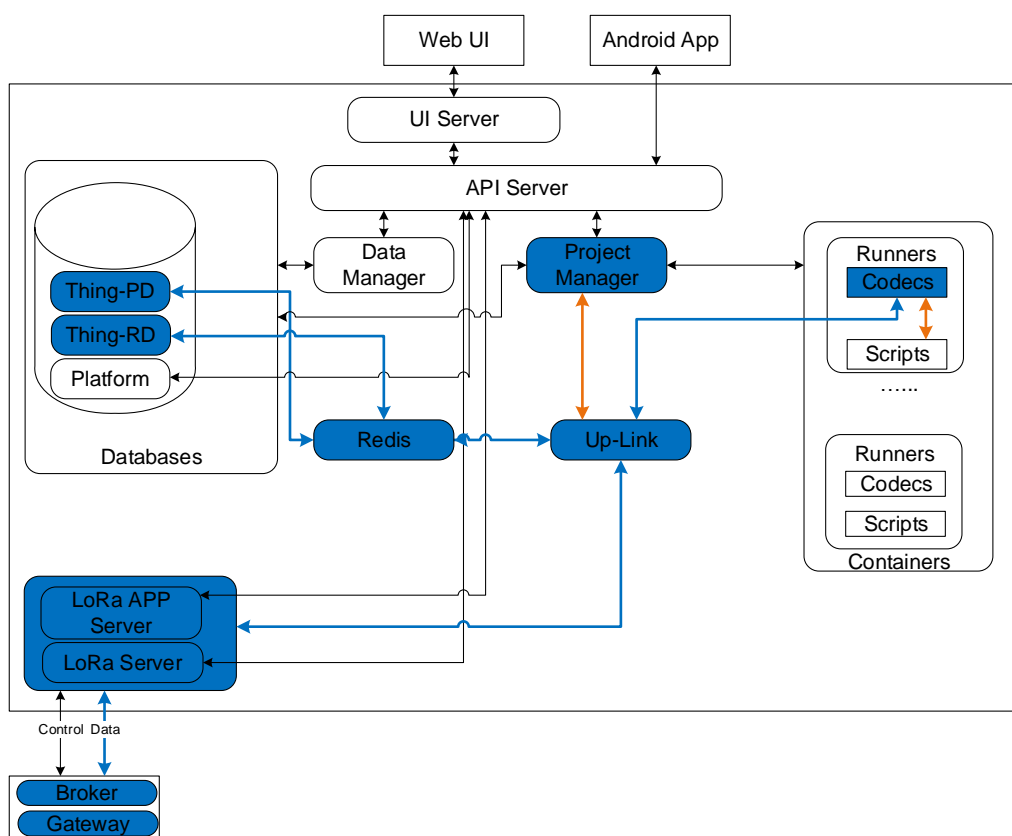 Web UI
Android App
UI Server
API Server
Data
Manager
Project
Manager
Thing-PD
Thing-RD
Platform
Databases
Redis
Up-Link
Runners
Codecs
Scripts
......
Runners
Codecs
Scripts
Containers
LoRa APP
Server
LoRa Server
Control Data
Broker
Gateway